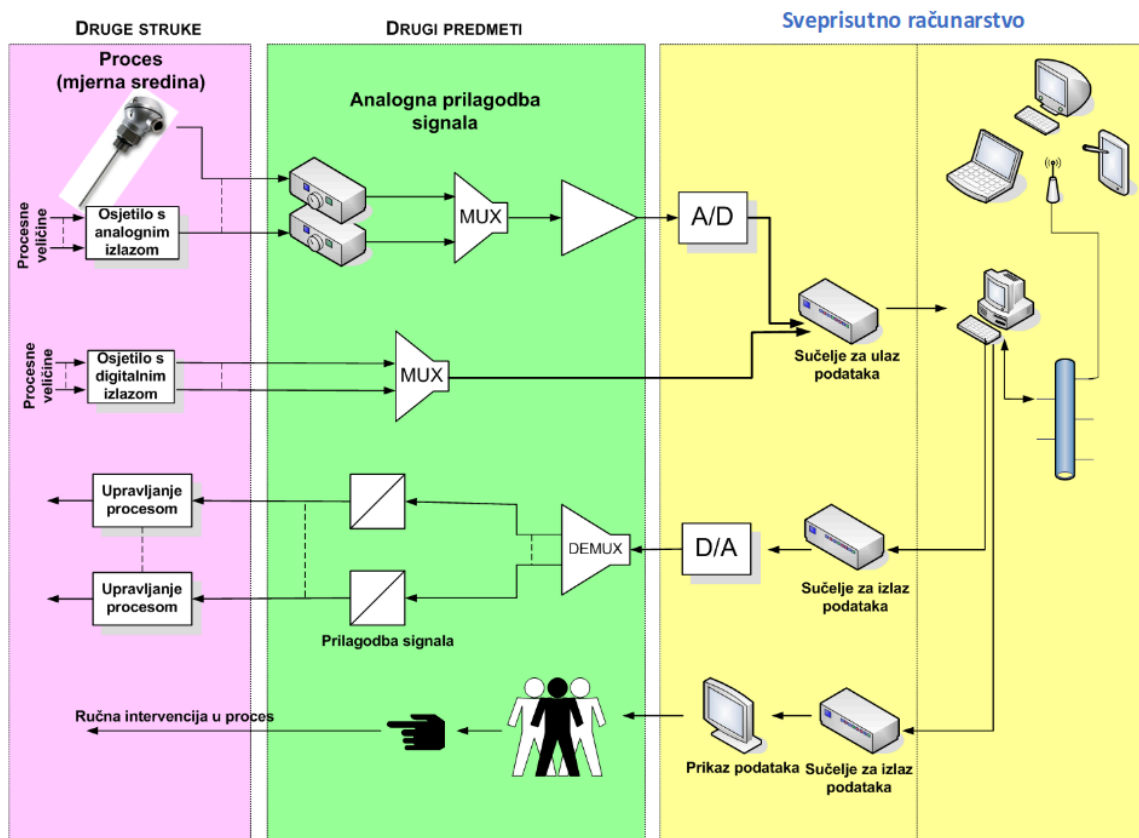 DRUGE STRUKE
DRUGI PREDMETI
Sveprisutno računarstvo
Proces
(mjerna sredina)
Analogna prilagodba
signala
Procesne
veličine
Osjetilo s
analognim
izlazom
MUX
A/D
Sučelje za ulaz
podataka
Procesne
veličine
Osjetilo s
digitalnim
izlazom
MUX
Upravljanje
procesom
DEMUX
D/A
Sučelje za izlaz
podataka
Upravljanje
procesom
Prilagodba signala
Ručna intervencija u proces
Prikaz podataka
Sučelje za izlaz
podataka